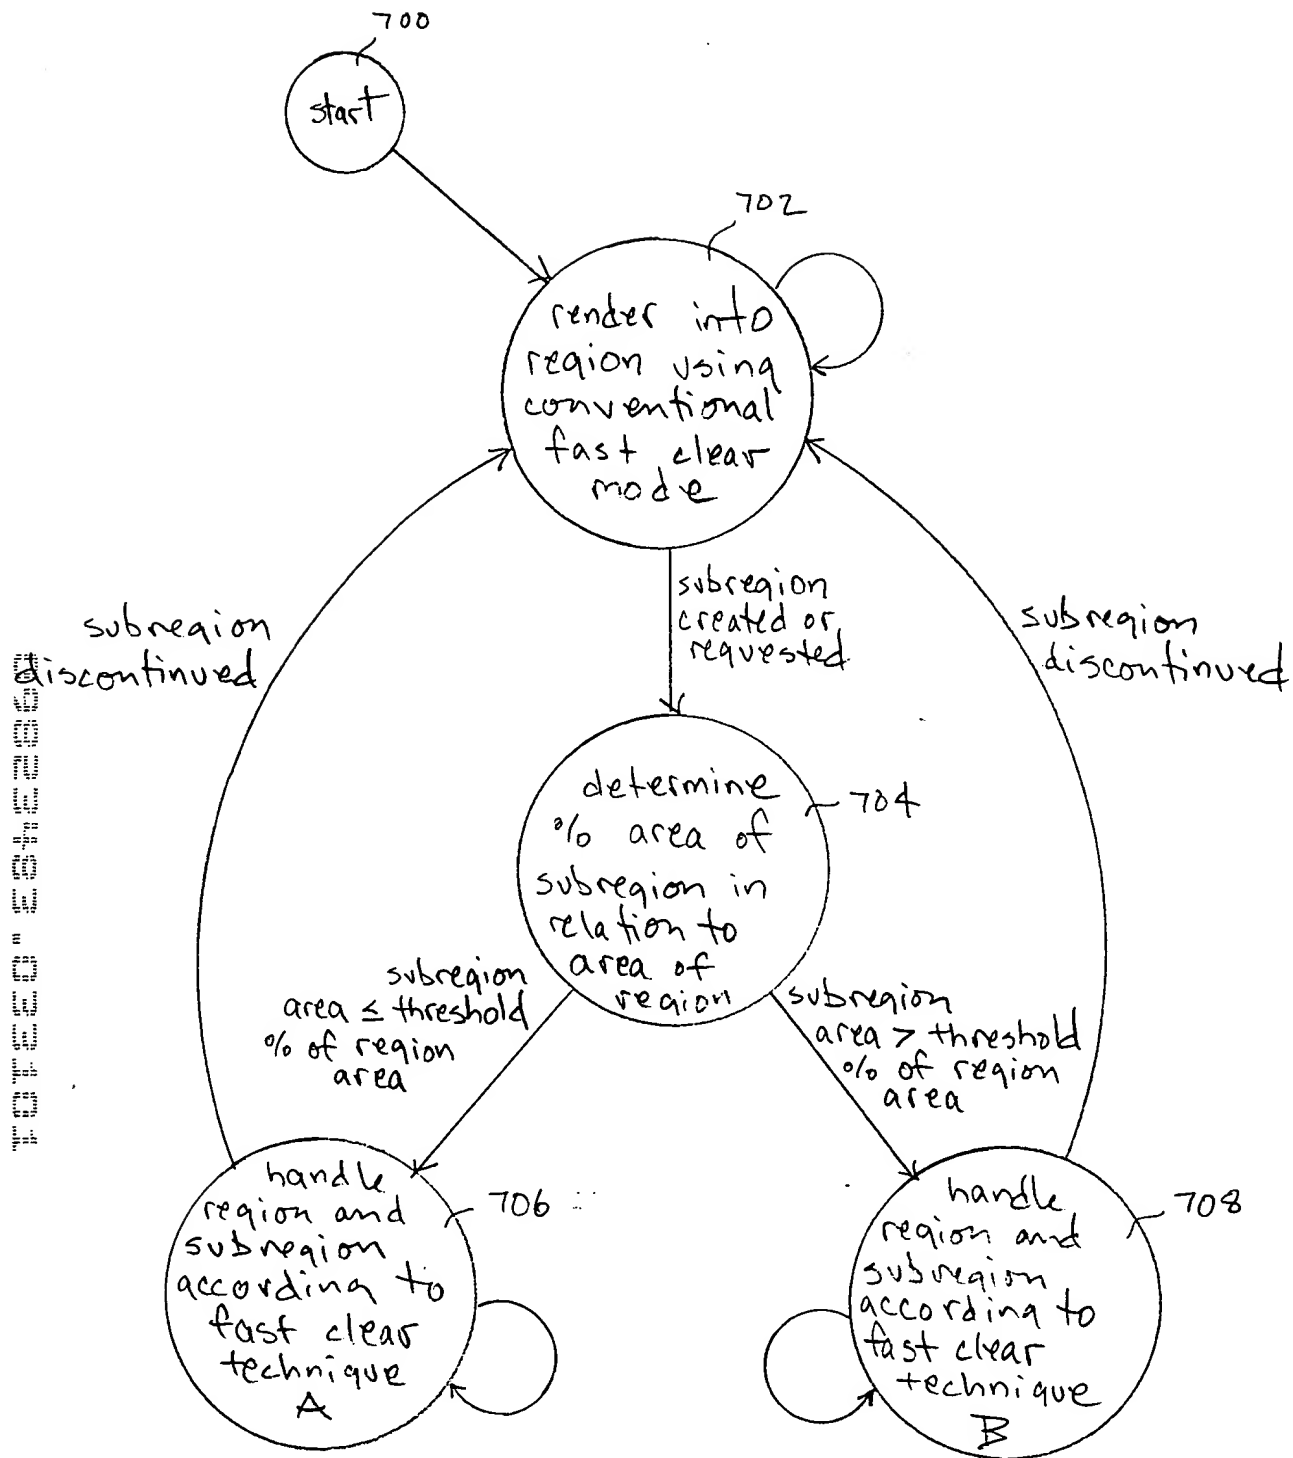 700
start
702
render into
region using
conventional
fast clear
mode
subregion
created or
requested
subregion
discontinued
subregion
discontinued
determine
% area of
subregion in
relation to
area of
region
704
subregion
area ≤ threshold
% of region
area
subregion
area > threshold
% of region
area
handle
region and
subregion
according to
fast clear
technique
A
706
handle
region and
subregion
according to
fast clear
technique
B
708